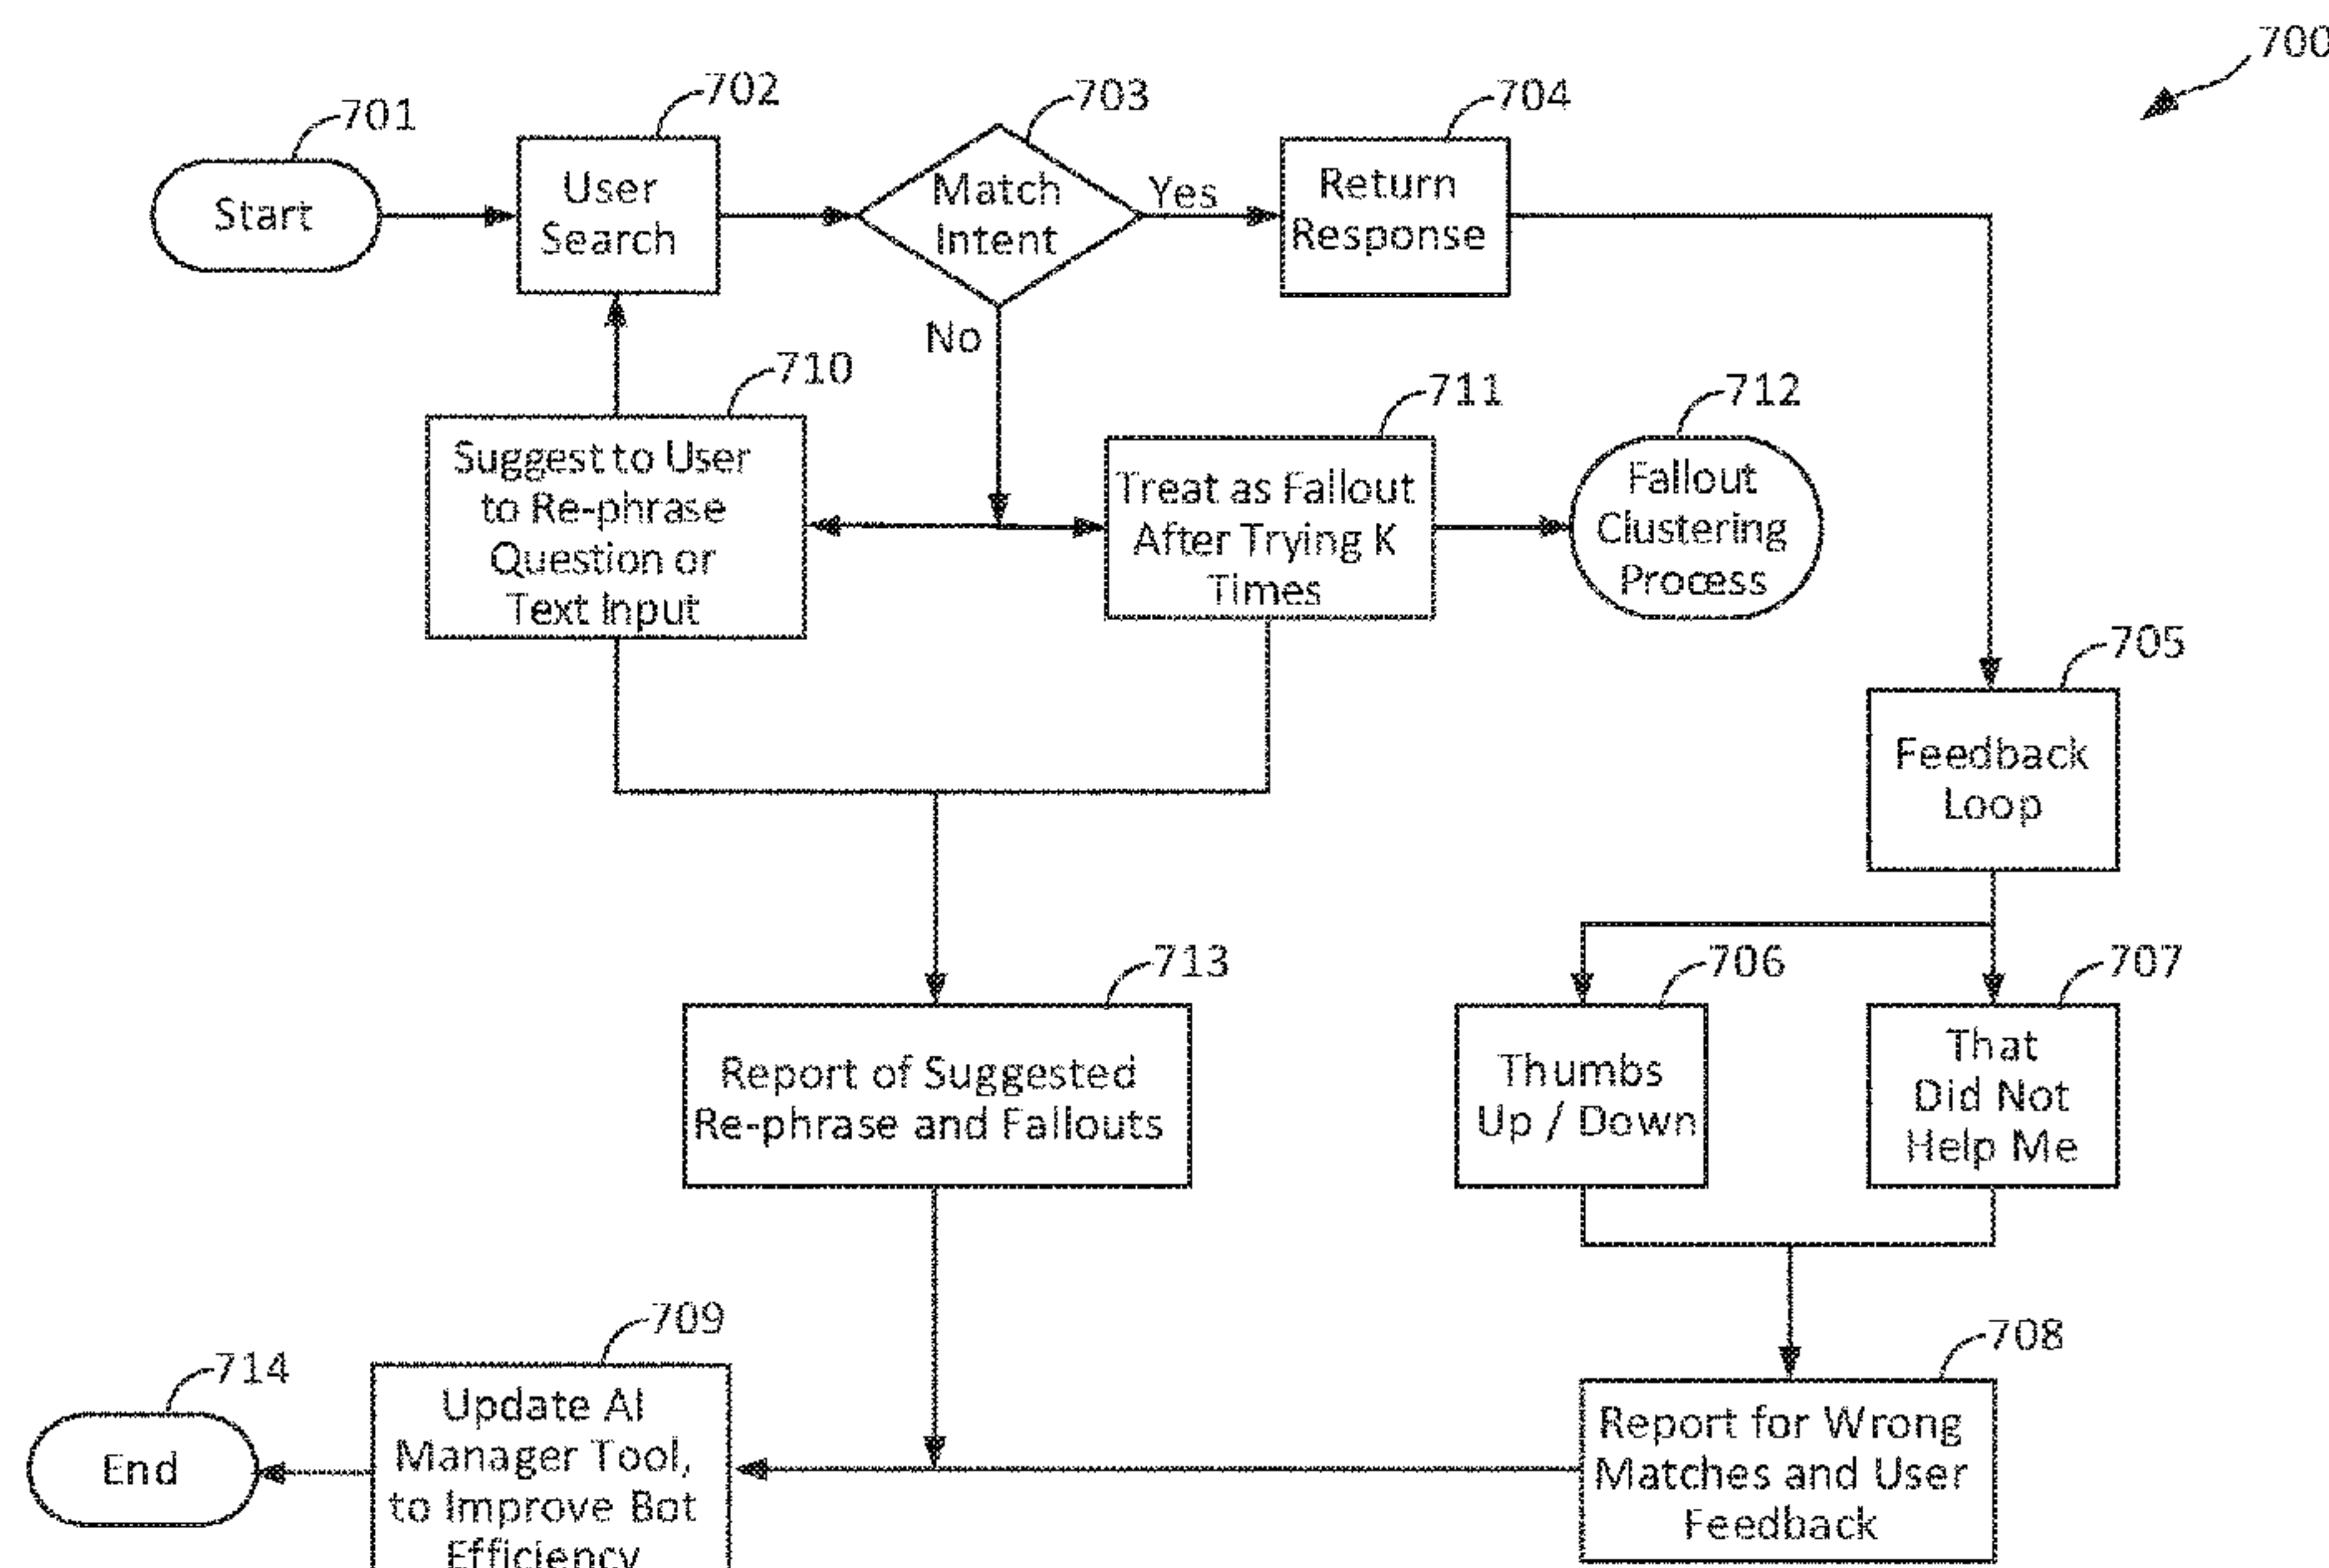 700
701
Start
702
User
Search
703
Match
Intent
Yes
No
704
Return
Response
710
Suggest to User
to Re-phrase
Question or
Text Input
711
Treat as Fallout
After Trying K
Times
712
Fallout
Clustering
Process
705
Feedback
Loop
713
Report of Suggested
Re-phrase and Fallouts
706
Thumbs
Up / Down
707
That
Did Not
Help Me
714
End
709
Update AI
Manager Tool,
to Improve Bot
Efficiency
708
Report for Wrong
Matches and User
Feedback